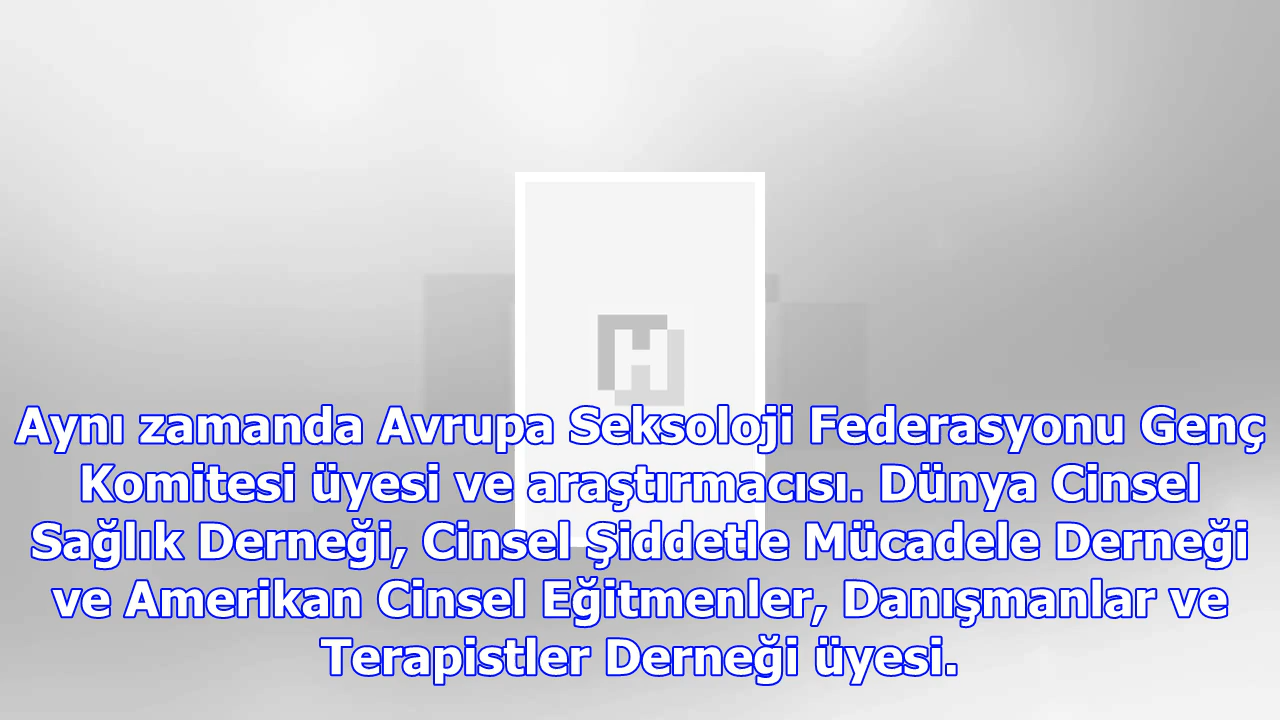 H
Aynı zamanda Avrupa Seksoloji Federasyonu Genç
Komitesi üyesi ve araştırmacısı. Dünya Cinsel
Sağlık Derneği, Cinsel Şiddetle Mücadele Derneği
ve Amerikan Cinsel Eğitmenler, Danışmanlar ve
Terapistler Derneği üyesi.